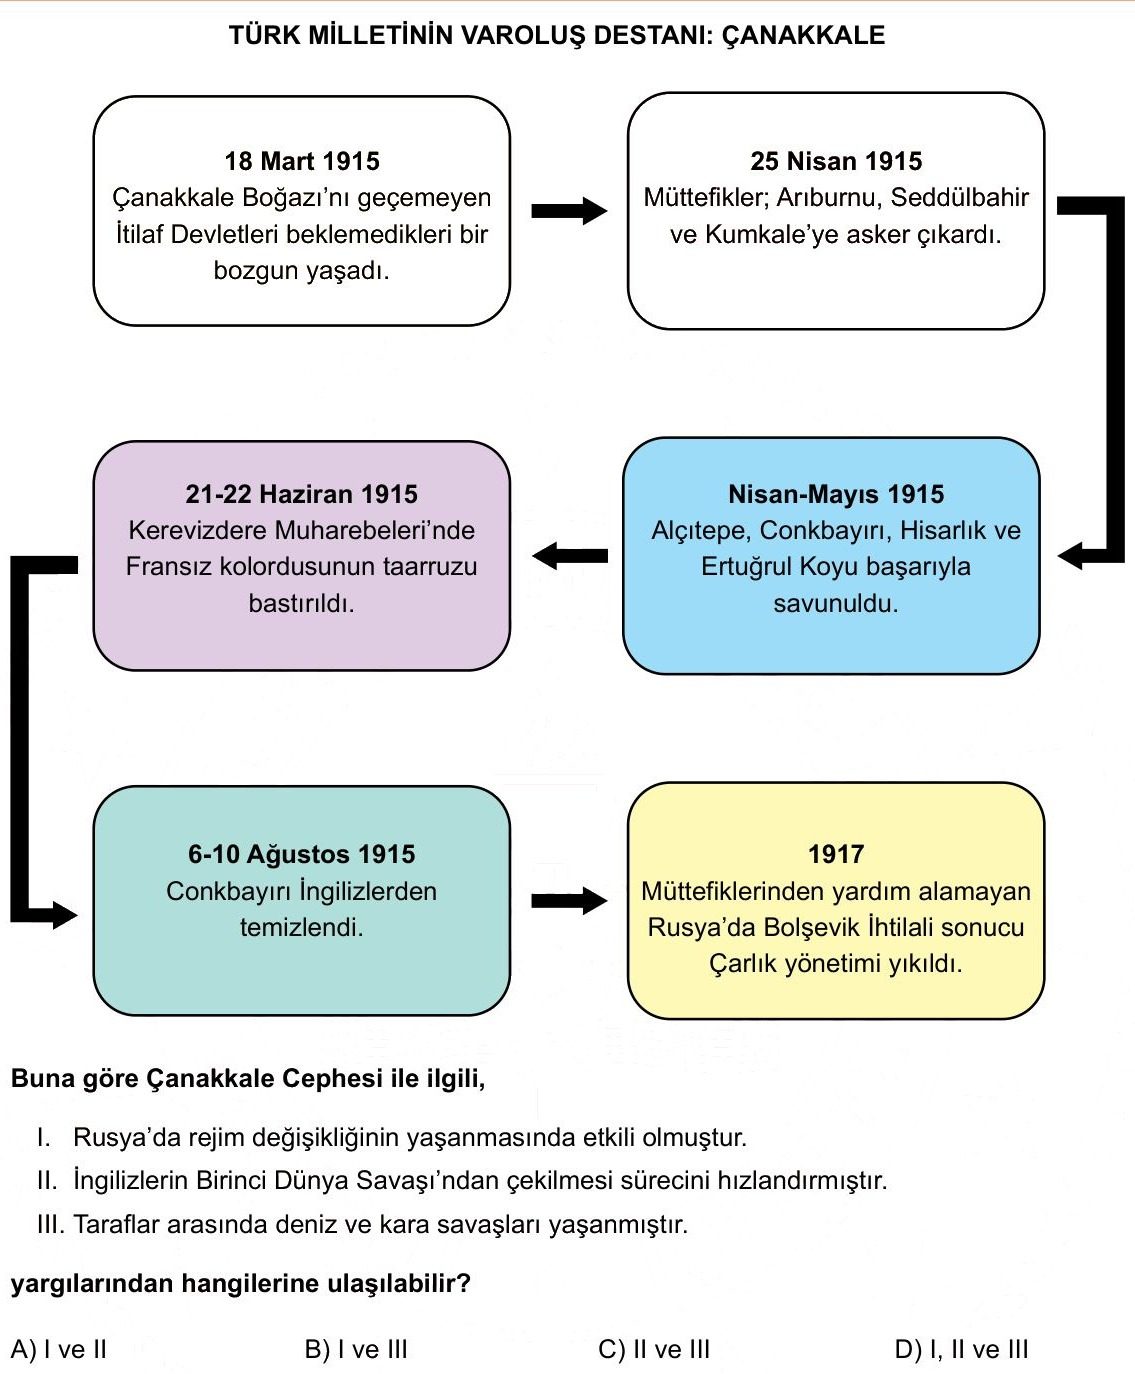 TÜRK MİLLETİNİN VAROLUŞ DESTANI: ÇANAKKALE
18 Mart 1915
Çanakkale Boğazı’nı geçemeyen
İtilaf Devletleri beklemedikleri bir
bozgun yaşadı.
25 Nisan 1915
Müttefikler; Arıburnu, Seddülbahir
ve Kumkale’ye asker çıkardı.
Nisan-Mayıs 1915
Alçıtepe, Conkbayırı, Hisarlık ve
Ertuğrul Koyu başarıyla
savunuldu.
21-22 Haziran 1915
Kerevizdere Muharebeleri’nde
Fransız kolordusunun taarruzu
bastırıldı.
6-10 Ağustos 1915
Conkbayırı İngilizlerden
temizlendi.
1917
Müttefiklerinden yardım alamayan
Rusya’da Bolşevik İhtilali sonucu
Çarlık yönetimi yıkıldı.
Buna göre Çanakkale Cephesi ile ilgili,
I. Rusya’da rejim değişikliğinin yaşanmasında etkili olmuştur.
II. İngilizlerin Birinci Dünya Savaşı’ndan çekilmesi sürecini hızlandırmıştır.
III. Taraflar arasında deniz ve kara savaşları yaşanmıştır.
yargılarından hangilerine ulaşılabilir?
A) I ve II B) I ve III C) II ve III D) I, II ve III